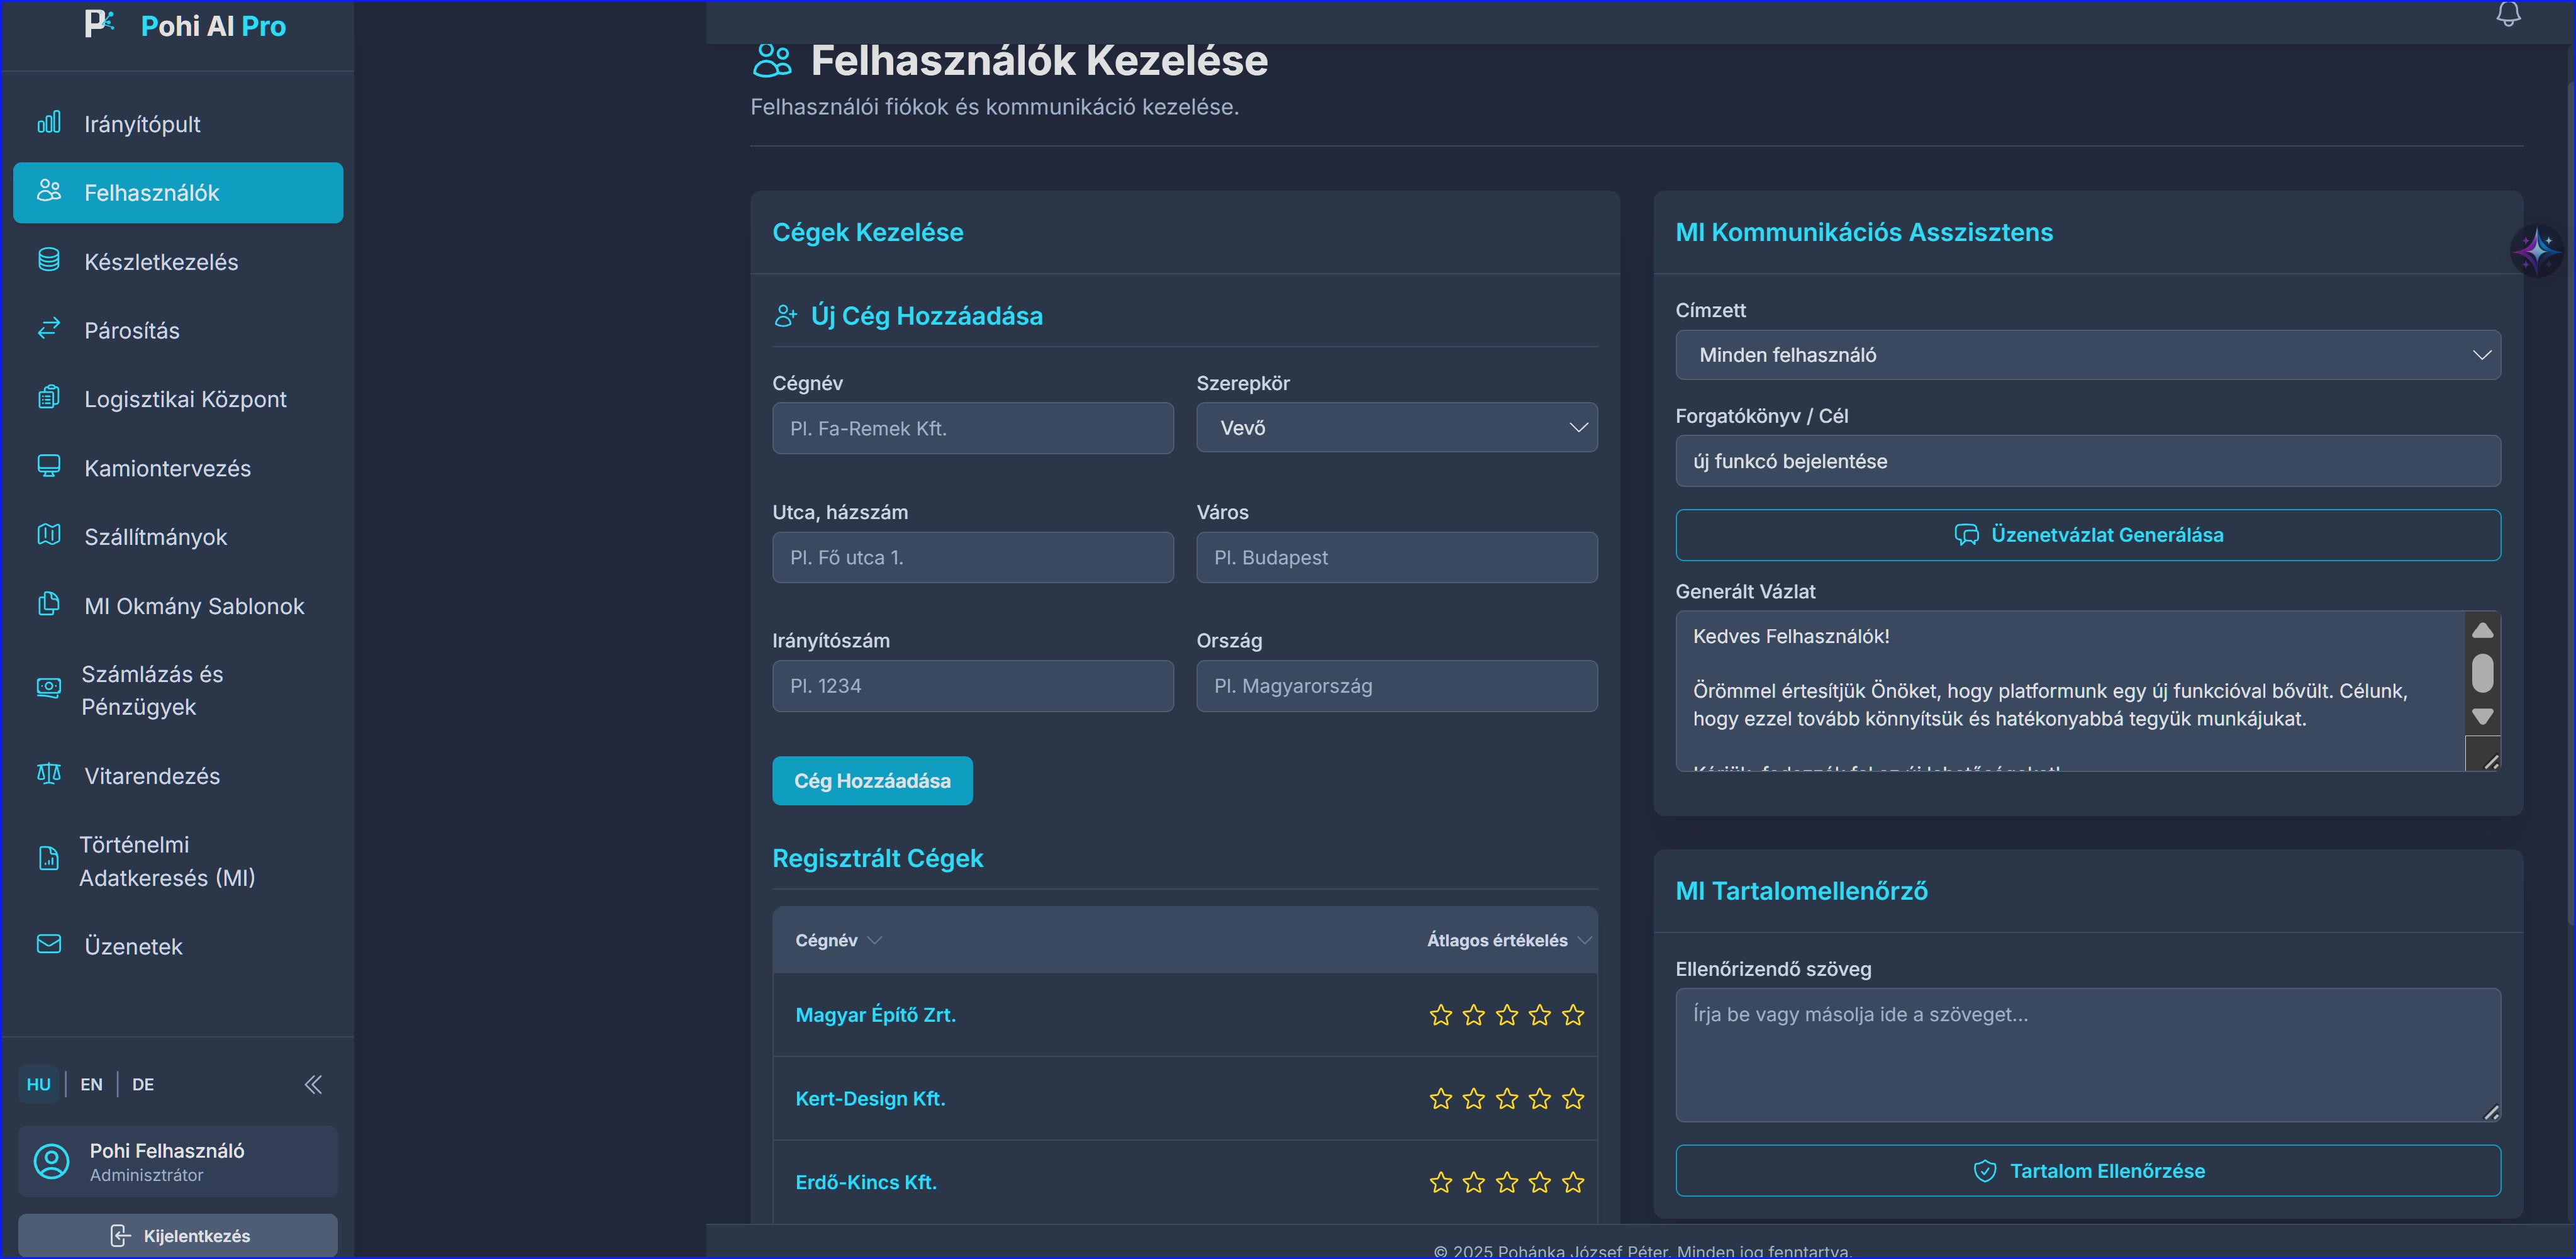 Pohi AI Pro
Irányítópult
Felhasználók
Készletkezelés
Párosítás
Logisztikai Központ
Kamiontervezés
Szállítmányok
MI Okmány Sablonok
Számlázás és
Pénzügyek
Vitarendezés
Történelmi
Adatkeresés (MI)
Üzenetek
HU | EN | DE
Pohi Felhasználó
Adminisztrátor
Kijelentkezés
Felhasználók Kezelése
Felhasználói fiókok és kommunikáció kezelése.
Cégek Kezelése
Új Cég Hozzáadása
Cégnév
Szerepkör
Pl. Fa-Remek Kft.
Vevő
Utca, házszám
Város
Pl. Fő utca 1.
Pl. Budapest
Irányítószám
Ország
Pl. 1234
Pl. Magyarország
Cég Hozzáadása
Regisztrált Cégek
Cégnév
Átlagos értékelés
Magyar Építő Zrt.
Kert-Design Kft.
Erdő-Kincs Kft.
MI Kommunikációs Asszisztens
Címzett
Minden felhasználó
Forgatókönyv / Cél
új funkcó bejelentése
Üzenetvázlat Generálása
Generált Vázlat
Kedves Felhasználók!
Örömmel értesítjük Önöket, hogy platformunk egy új funkcióval bővült. Célunk,
hogy ezzel tovább könnyítsük és hatékonyabbá tegyük munkájukat.
MI Tartalomellenőrző
Ellenőrizendő szöveg
Írja be vagy másolja ide a szöveget...
Tartalom Ellenőrzése
© 2025 Pohánka József Péter. Minden jog fenntartva.